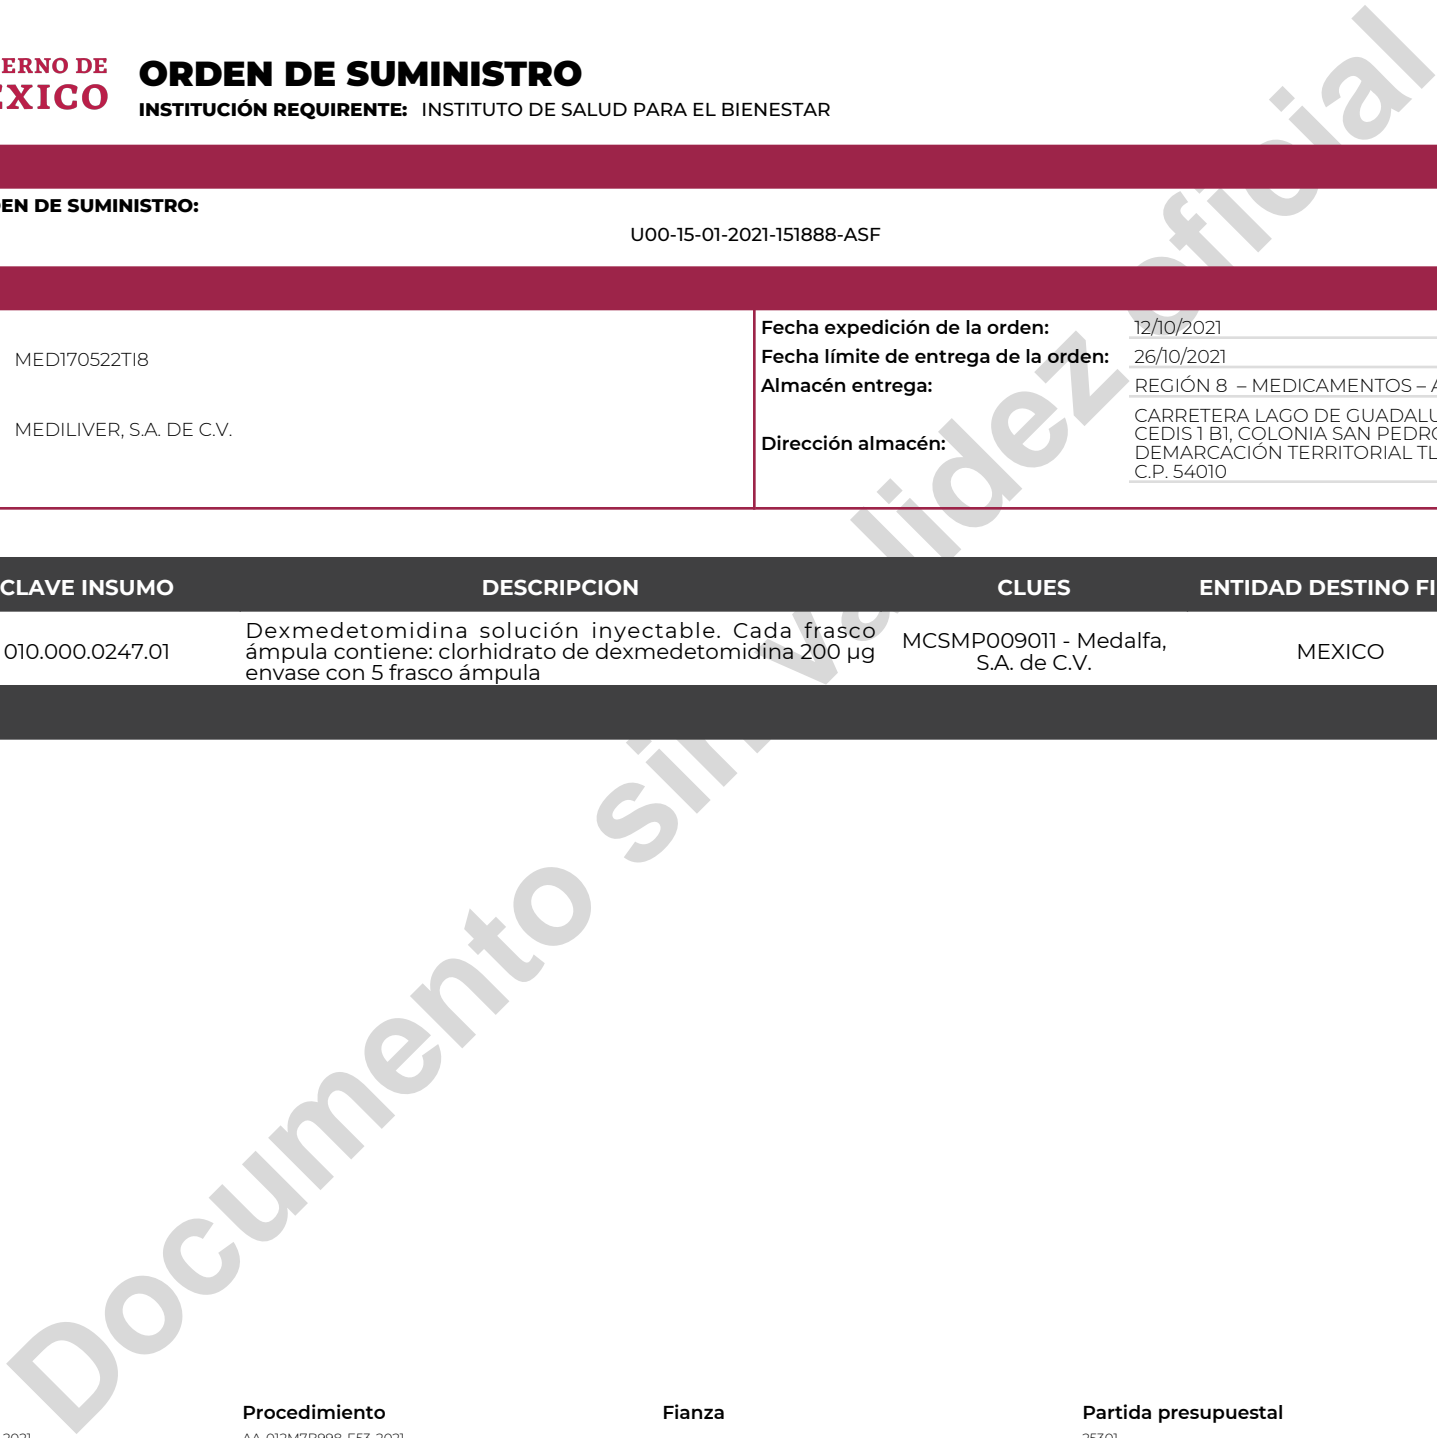 ERNO DE
EXICO
ORDEN DE SUMINISTRO
INSTITUCIÓN REQUIRENTE: INSTITUTO DE SALUD PARA EL BIENESTAR
EN DE SUMINISTRO:
U00-15-01-2021-151888-ASF
MED170522TI8
MEDILIVER, S.A. DE C.V.
Fecha expedición de la orden: 12/10/2021
Fecha límite de entrega de la orden: 26/10/2021
Almacén entrega: REGIÓN 8 – MEDICAMENTOS – A
Dirección almacén:
CARRETERA LAGO DE GUADALU
CEDIS 1 B1, COLONIA SAN PEDRO
DEMARCACIÓN TERRITORIAL TL
C.P. 54010
CLAVE INSUMO DESCRIPCION CLUES ENTIDAD DESTINO FI
010.000.0247.01
Dexmedetomidina solución inyectable. Cada frasco
ámpula contiene: clorhidrato de dexmedetomidina 200 µg
envase con 5 frasco ámpula
MCSMP009011 - Medalfa,
S.A. de C.V.
MEXICO
Documento sin validez oficial
Procedimiento Fianza Partida presupuestal